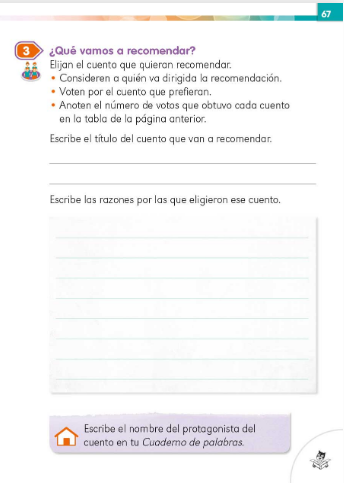 67
3
¿Qué vamos a recomendar?
Elijan el cuento que quieran recomendar.
• Consideren a quién va dirigida la recomendación.
• Voten por el cuento que prefieran.
• Anoten el número de votos que obtuvo cada cuento
en la tabla de la página anterior.
Escribe el título del cuento que van a recomendar.
Escribe las razones por las que eligieron ese cuento.
Escribe el nombre del protagonista del
cuento en tu Cuaderno de palabras.